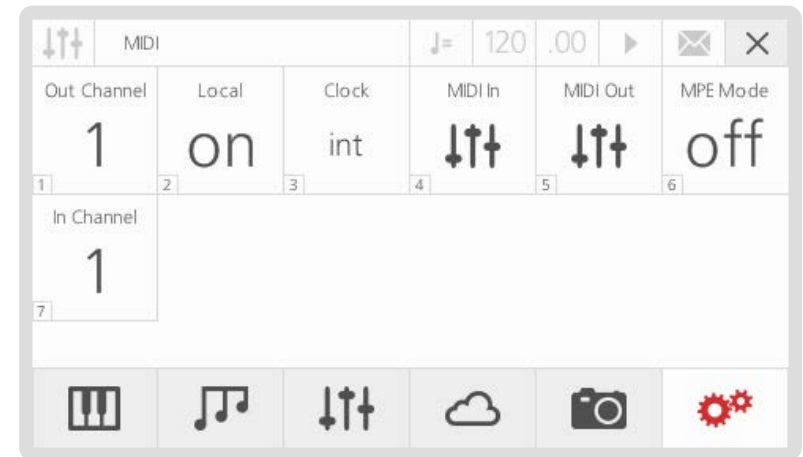 MIDI ♩= 120 .00
Out Channel Local Clock MIDI In MIDI Out MPE Mode
1 on int off
1 2 3 4 5 6
In Channel
1
7